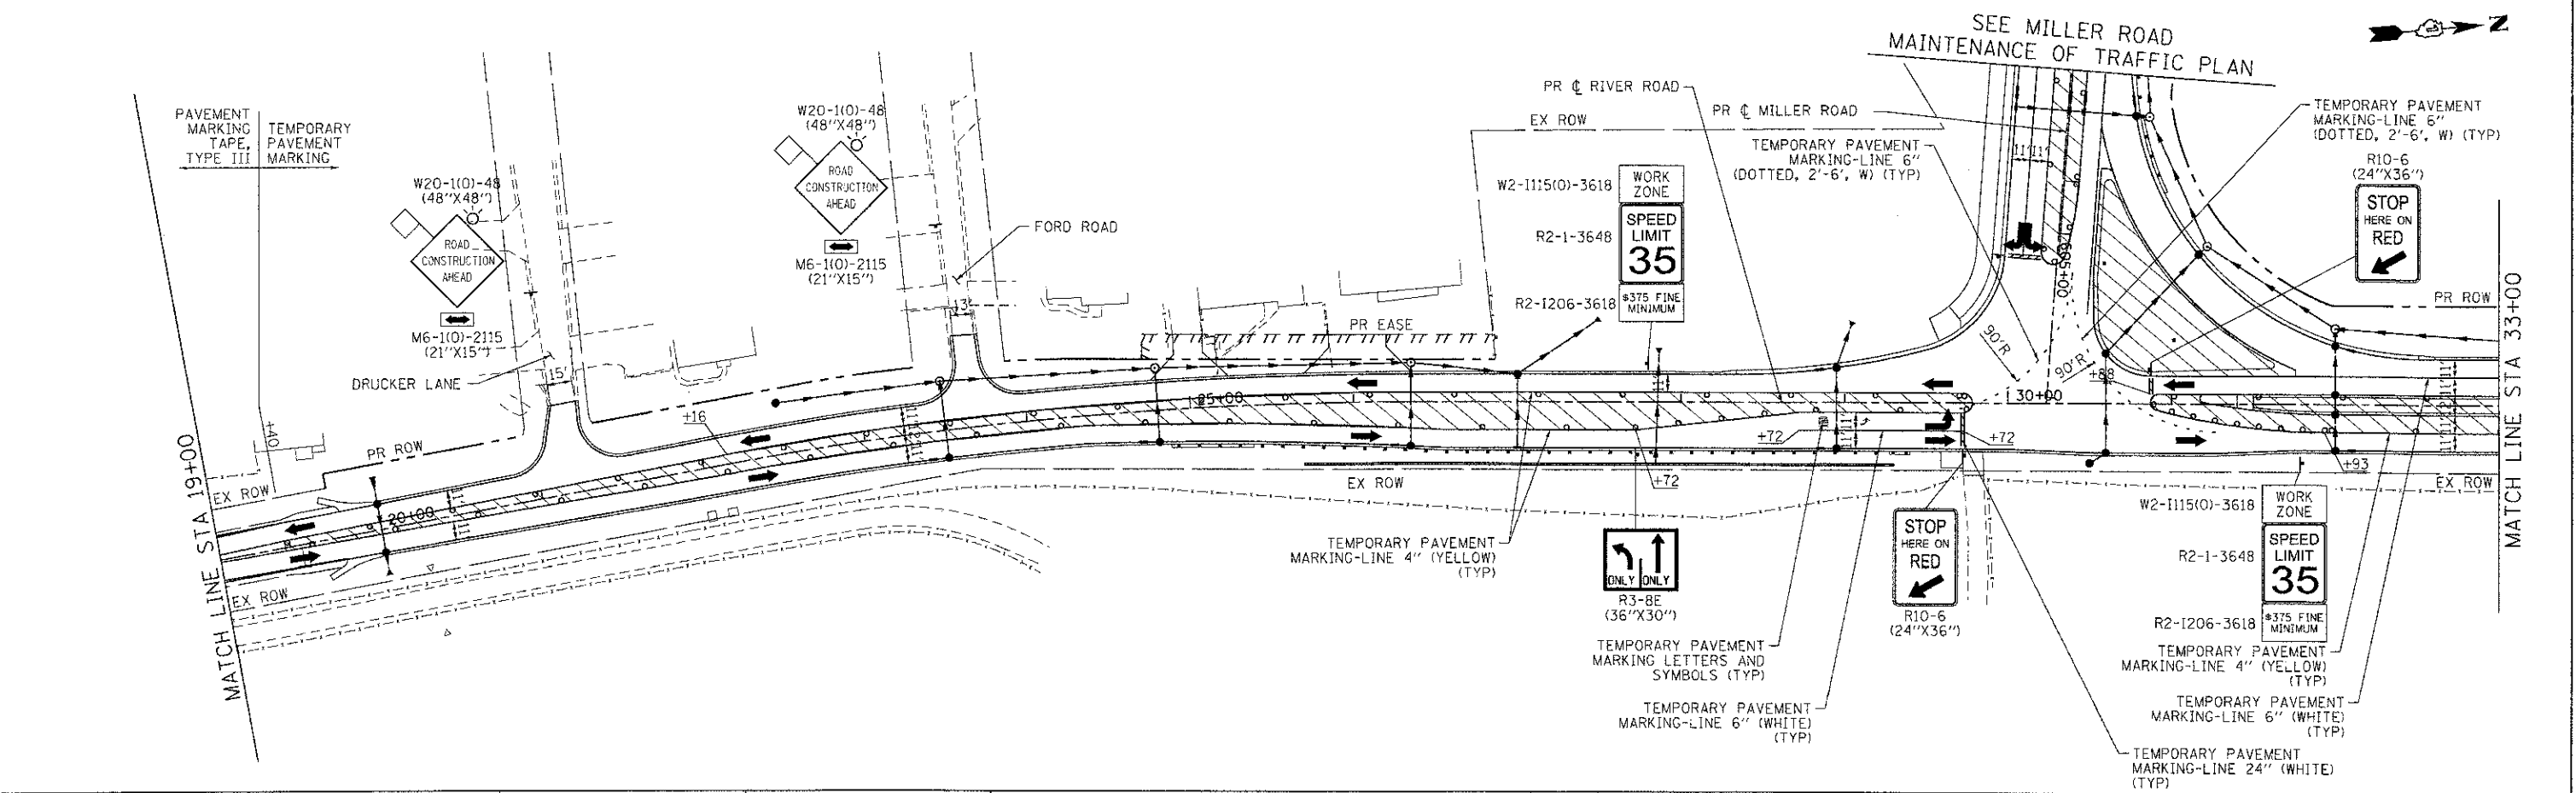 SEE MILLER ROAD
MAINTENANCE OF TRAFFIC PLAN
N
PAVEMENT
MARKING
TAPE,
TYPE III
TEMPORARY
PAVEMENT
MARKING
W20-1(O)-48
(48"X48")
ROAD
CONSTRUCTION
AHEAD
M6-1(O)-2115
(21"X15")
DRUCKER LANE
15'
W20-1(O)-48
(48"X48")
ROAD
CONSTRUCTION
AHEAD
M6-1(O)-2115
(21"X15")
FORD ROAD
13'
PR ℄ RIVER ROAD
EX ROW
PR ℄ MILLER ROAD
TEMPORARY PAVEMENT
MARKING-LINE 6"
(DOTTED, 2'-6', W) (TYP)
W2-I115(O)-3618
WORK
ZONE
R2-1-3648
SPEED
LIMIT
35
R2-I206-3618
$375 FINE
MINIMUM
PR EASE
11'
11'
TEMPORARY PAVEMENT
MARKING-LINE 6"
(DOTTED, 2'-6', W) (TYP)
R10-6
(24"X36")
STOP
HERE ON
RED
PR ROW
90'R
90'R
+88
30+00
25+00
20+00
+16
+40
PR ROW
EX ROW
EX ROW
MATCH LINE STA 19+00
MATCH LINE STA 33+00
+72
+72
+72
+93
EX ROW
EX ROW
TEMPORARY PAVEMENT
MARKING-LINE 4" (YELLOW)
(TYP)
ONLY ONLY
R3-8E
(36"X30")
TEMPORARY PAVEMENT
MARKING LETTERS AND
SYMBOLS (TYP)
TEMPORARY PAVEMENT
MARKING-LINE 6" (WHITE)
(TYP)
STOP
HERE ON
RED
R10-6
(24"X36")
W2-I115(O)-3618
WORK
ZONE
R2-1-3648
SPEED
LIMIT
35
R2-I206-3618
$375 FINE
MINIMUM
TEMPORARY PAVEMENT
MARKING-LINE 4" (YELLOW)
(TYP)
TEMPORARY PAVEMENT
MARKING-LINE 6" (WHITE)
(TYP)
TEMPORARY PAVEMENT
MARKING-LINE 24" (WHITE)
(TYP)